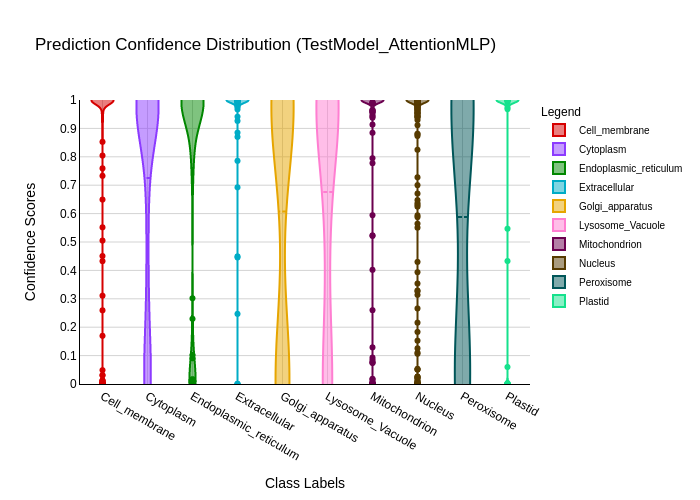 Prediction Confidence Distribution (TestModel_AttentionMLP)
Confidence Scores
1
0.9
0.8
0.7
0.6
0.5
0.4
0.3
0.2
0.1
0
Cell_membrane
Cytoplasm
Endoplasmic_reticulum
Extracellular
Golgi_apparatus
Lysosome_Vacuole
Mitochondrion
Nucleus
Peroxisome
Plastid
Class Labels
Legend
Cell_membrane
Cytoplasm
Endoplasmic_reticulum
Extracellular
Golgi_apparatus
Lysosome_Vacuole
Mitochondrion
Nucleus
Peroxisome
Plastid